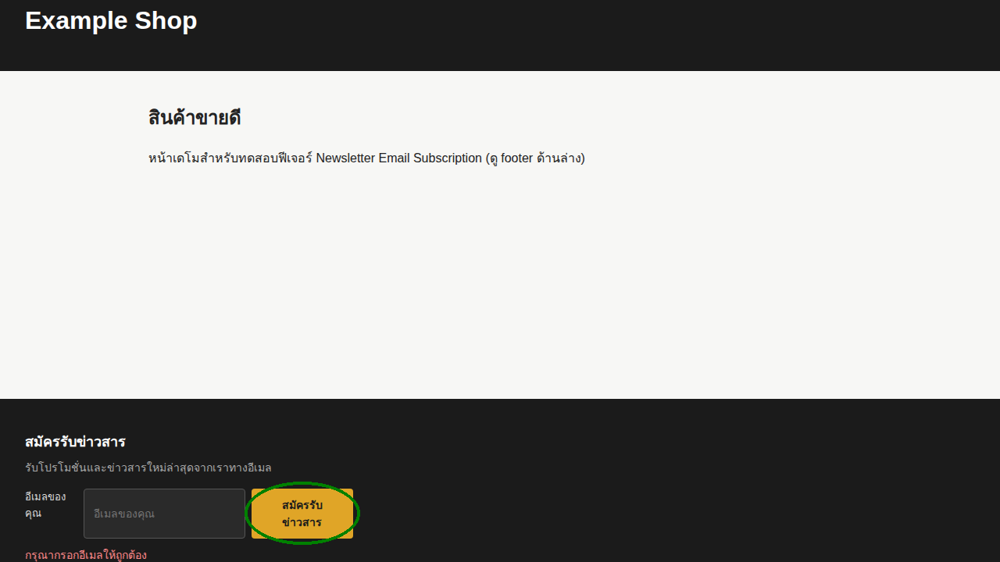 Example Shop
สินค้าขายดี
หน้าเดโมสำหรับทดสอบฟีเจอร์ Newsletter Email Subscription (ดู footer ด้านล่าง)
สมัครรับข่าวสาร
รับโปรโมชั่นและข่าวสารใหม่ล่าสุดจากเราทางอีเมล
อีเมลของ
คุณ
อีเมลของคุณ
สมัครรับ
ข่าวสาร
กรุณากรอกอีเมลให้ถูกต้อง